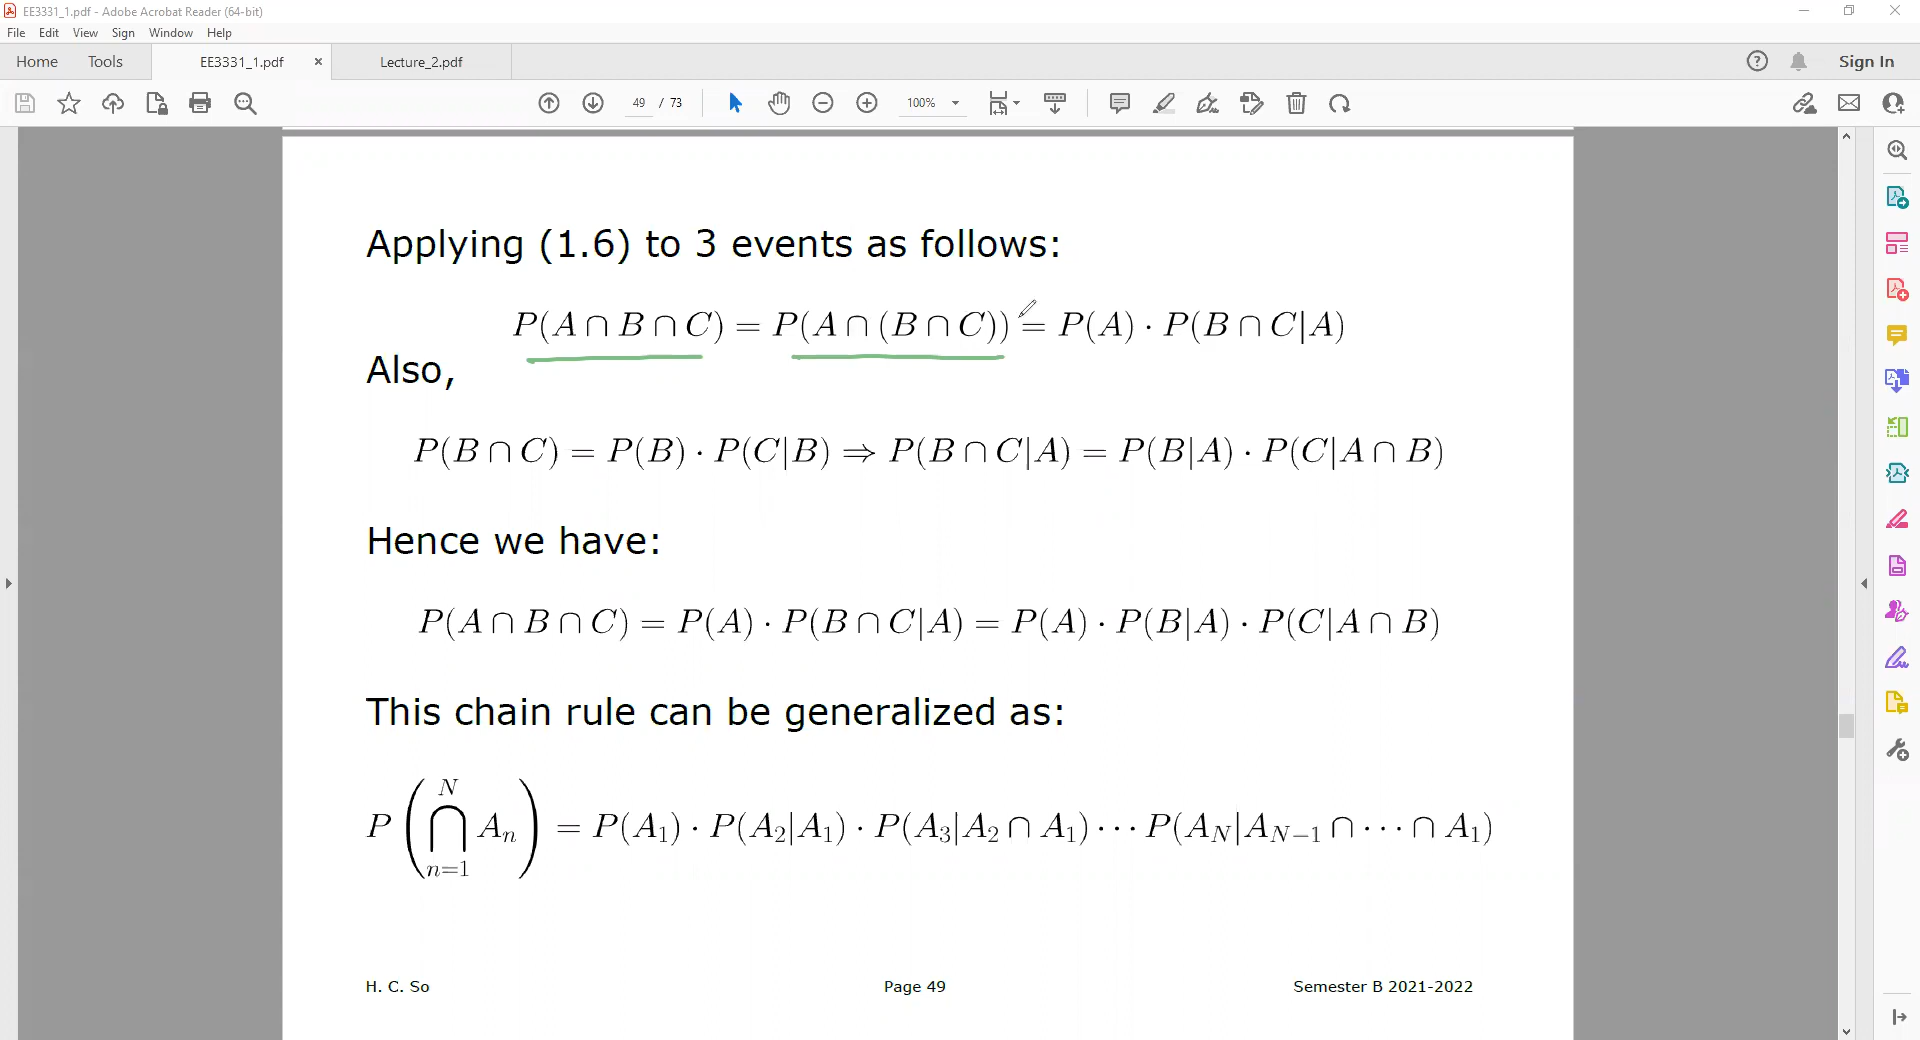 EE3331_1.pdf - Adobe Acrobat Reader (64-bit)
File Edit View Sign Window Help
Home Tools EE3331_1.pdf × Lecture_2.pdf Sign In
49 / 73 100%
Applying (1.6) to 3 events as follows:
P(A ∩ B ∩ C) = P(A ∩ (B ∩ C)) = P(A) · P(B ∩ C|A)
Also,
P(B ∩ C) = P(B) · P(C|B) ⇒ P(B ∩ C|A) = P(B|A) · P(C|A ∩ B)
Hence we have:
P(A ∩ B ∩ C) = P(A) · P(B ∩ C|A) = P(A) · P(B|A) · P(C|A ∩ B)
This chain rule can be generalized as:
P(⋂_{n=1}^{N} A_n) = P(A_1) · P(A_2|A_1) · P(A_3|A_2 ∩ A_1) ⋯ P(A_N|A_{N−1} ∩ ⋯ ∩ A_1)
H. C. So Page 49 Semester B 2021-2022